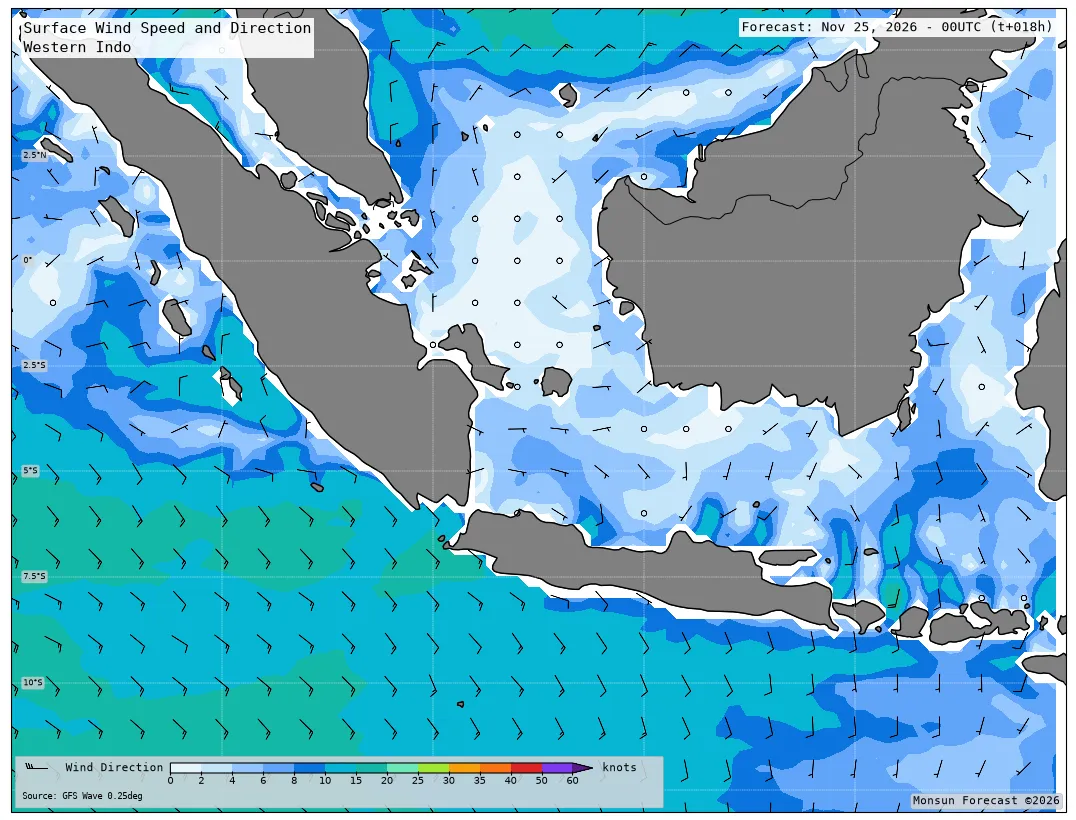 Surface Wind Speed and Direction
Western Indo
Forecast: Nov 25, 2026 - 00UTC (t+018h)
2.5°N
0°
2.5°S
5°S
7.5°S
10°S
Wind Direction
0 2 4 6 8 10 15 20 25 30 35 40 50 60
knots
Source: GFS Wave 0.25deg
Monsun Forecast ©2026